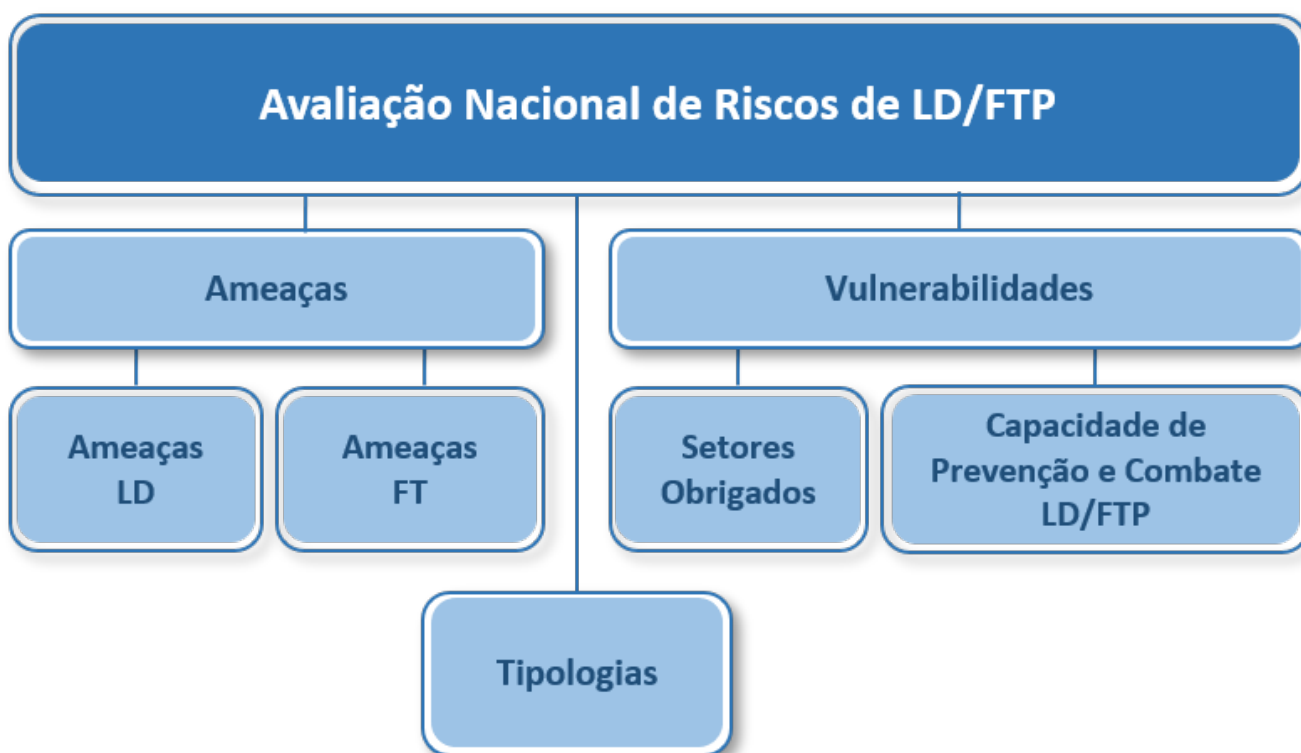 Avaliação Nacional de Riscos de LD/FTP
Ameaças
Vulnerabilidades
Ameaças
LD
Ameaças
FT
Setores
Obrigados
Capacidade de
Prevenção e Combate
LD/FTP
Tipologias